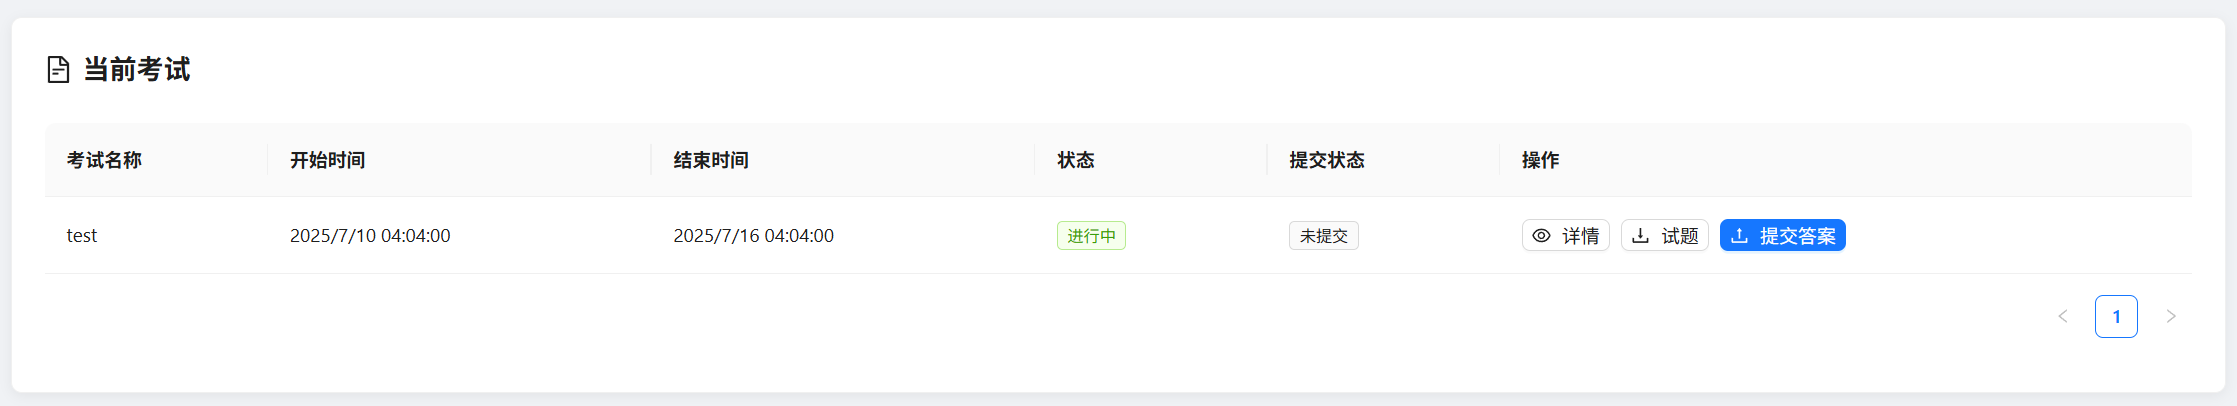 当前考试
考试名称 开始时间 结束时间 状态 提交状态 操作
test 2025/7/10 04:04:00 2025/7/16 04:04:00 进行中 未提交 详情 试题 提交答案
1